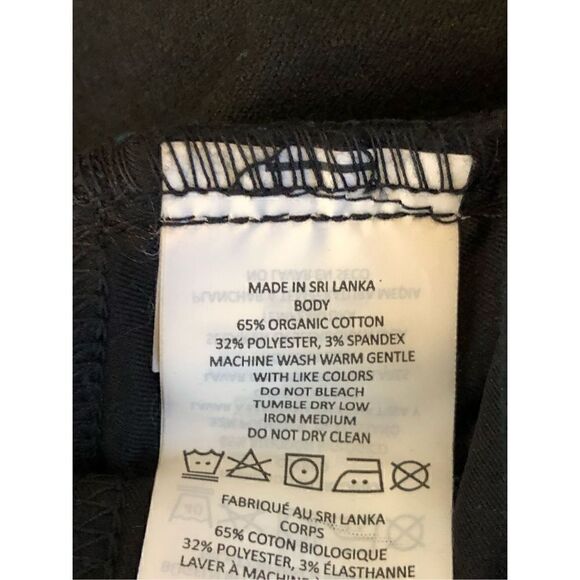 MADE IN SRI LANKA
BODY
65% ORGANIC COTTON
32% POLYESTER, 3% SPANDEX
MACHINE WASH WARM GENTLE
WITH LIKE COLORS
DO NOT BLEACH
TUMBLE DRY LOW
IRON MEDIUM
DO NOT DRY CLEAN
FABRIQUÉ AU SRI LANKA
CORPS
65% COTON BIOLOGIQUE
32% POLYESTER, 3% ÉLASTHANNE
LAVER À MACHINE À